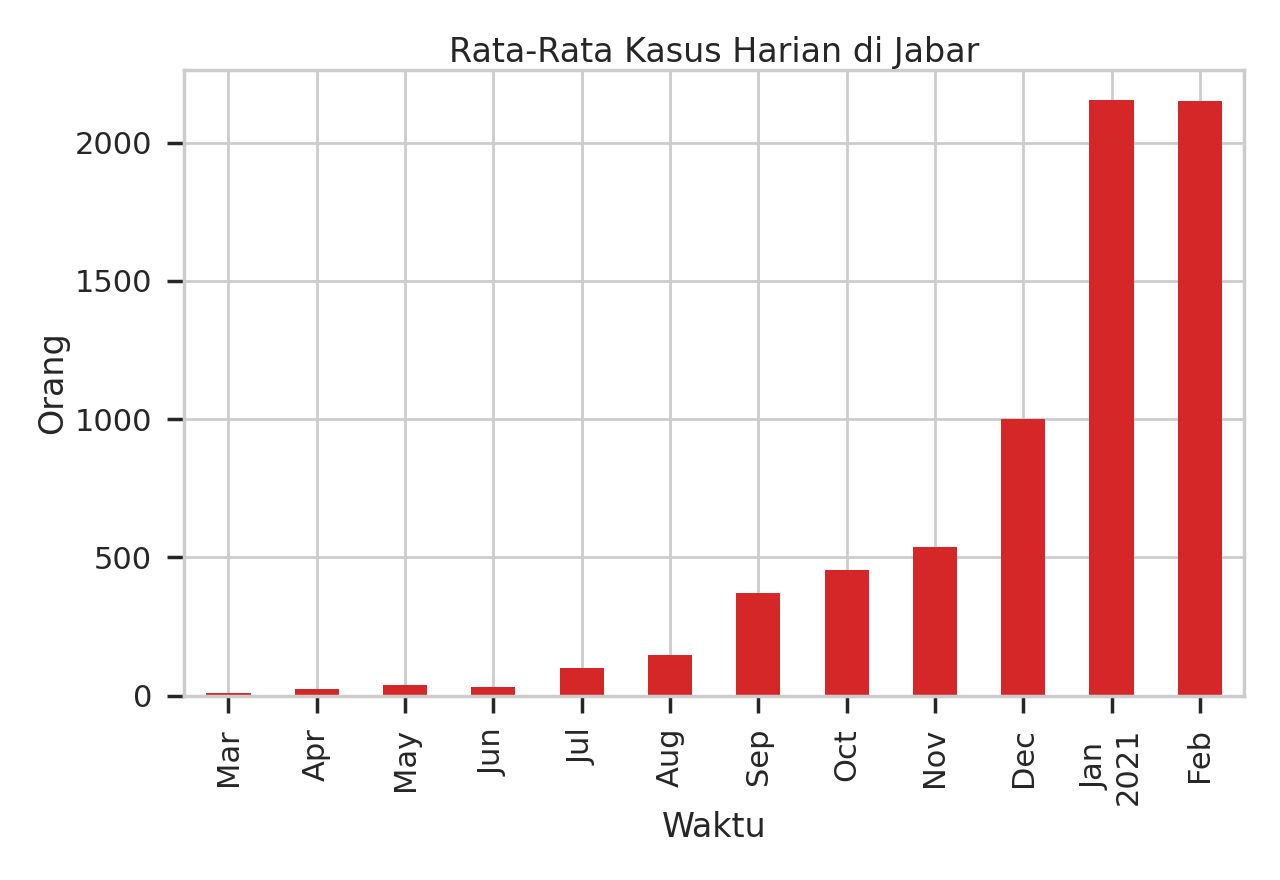 Rata-Rata Kasus Harian di Jabar
2000
1500
1000
500
0
Orang
Mar
Apr
May
Jun
Jul
Aug
Sep
Oct
Nov
Dec
Jan
2021
Feb
Waktu